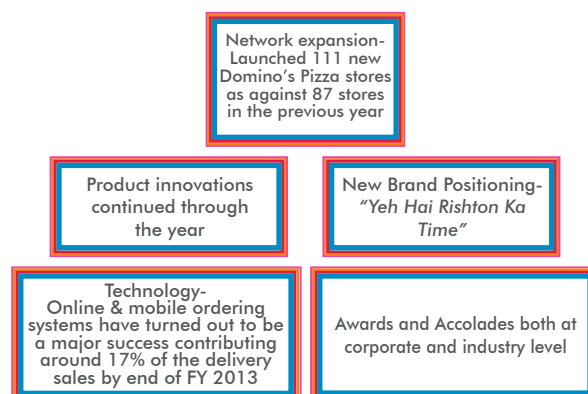 Network expansion-
Launched 111 new
Domino's Pizza stores
as against 87 stores
in the previous year
Product innovations
continued through
the year
New Brand Positioning-
"Yeh Hai Rishton Ka
Time"
Technology-
Online & mobile ordering
systems have turned out to be
a major success contributing
around 17% of the delivery
sales by end of FY 2013
Awards and Accolades both at
corporate and industry level